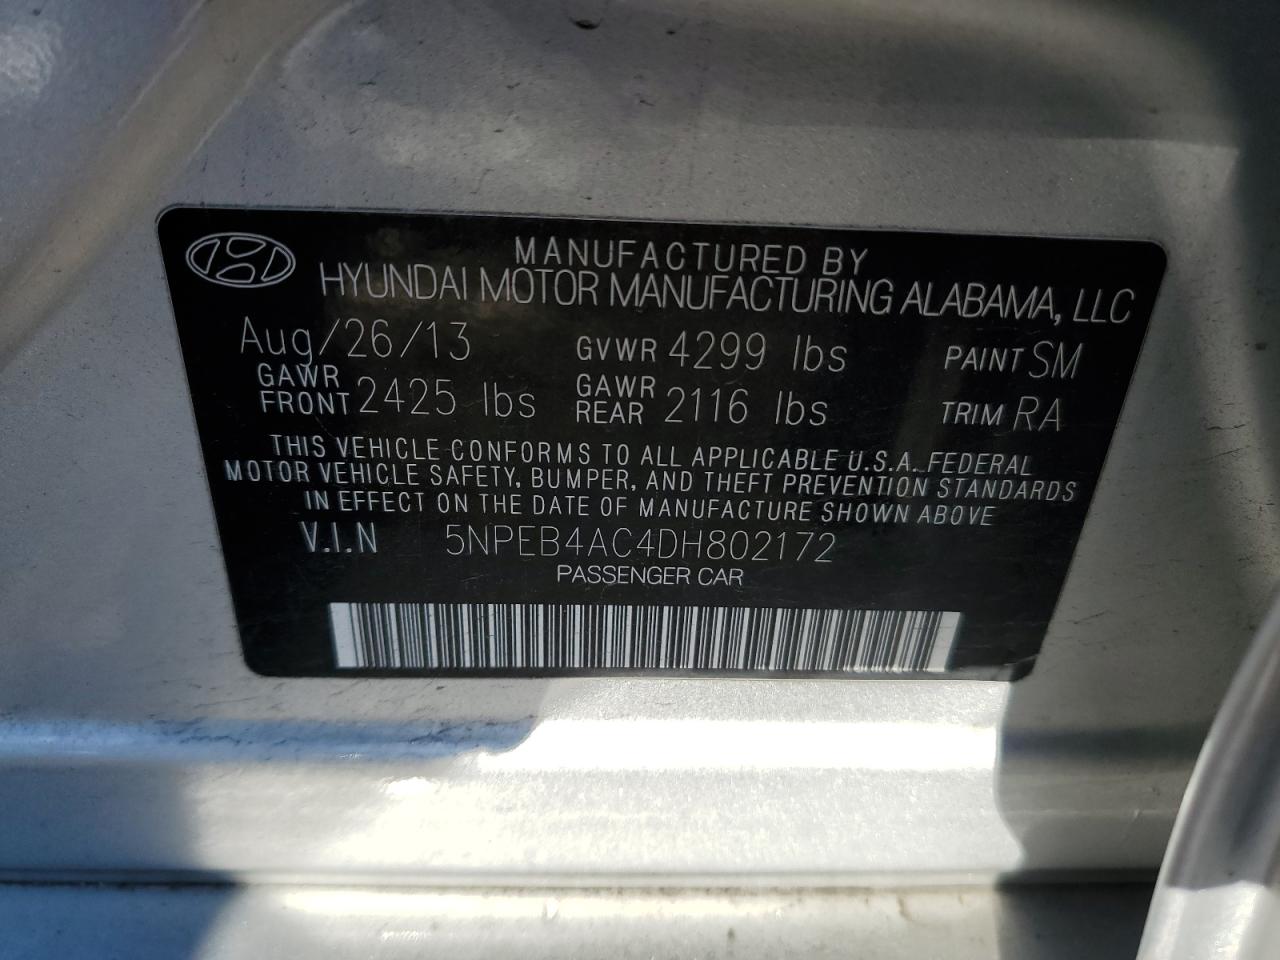 MANUFACTURED BY
HYUNDAI MOTOR MANUFACTURING ALABAMA, LLC
Aug/26/13 GVWR 4299 lbs PAINT SM
GAWR FRONT 2425 lbs GAWR REAR 2116 lbs TRIM RA
THIS VEHICLE CONFORMS TO ALL APPLICABLE U.S.A. FEDERAL
MOTOR VEHICLE SAFETY, BUMPER, AND THEFT PREVENTION STANDARDS
IN EFFECT ON THE DATE OF MANUFACTURE SHOWN ABOVE
V.I.N 5NPEB4AC4DH802172
PASSENGER CAR